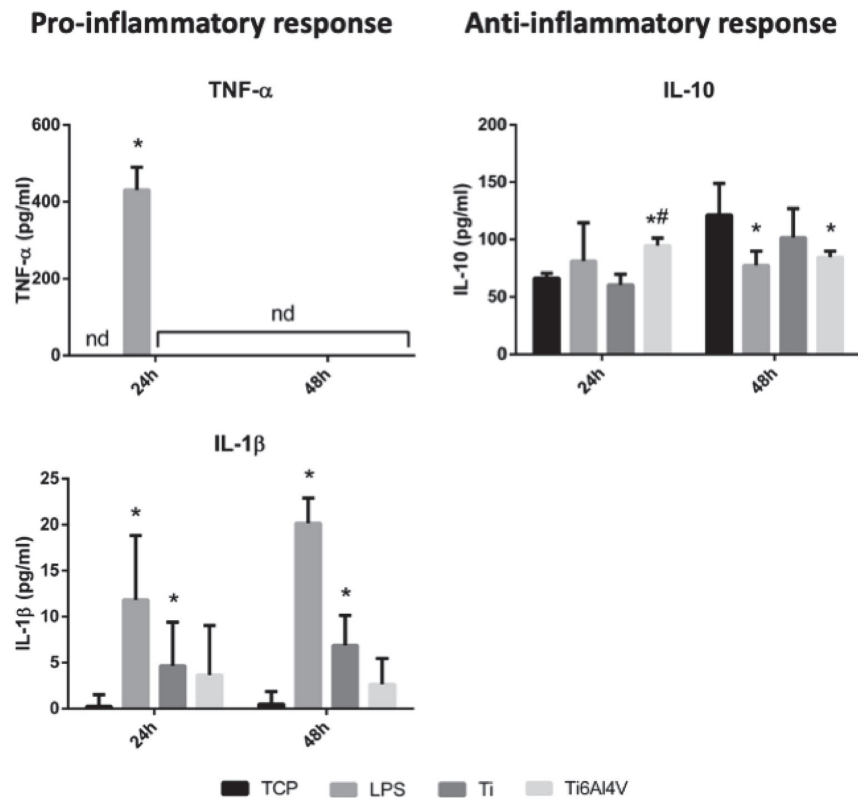 Pro-inflammatory response
Anti-inflammatory response
TNF-α
600
400
200
0
TNF-α (pg/ml)
*
nd
nd
24h
48h
IL-10
200
150
100
50
0
IL-10 (pg/ml)
*#
*
*
24h
48h
IL-1β
25
20
15
10
5
0
IL-1β (pg/ml)
*
*
*
*
24h
48h
TCP LPS Ti Ti6Al4V